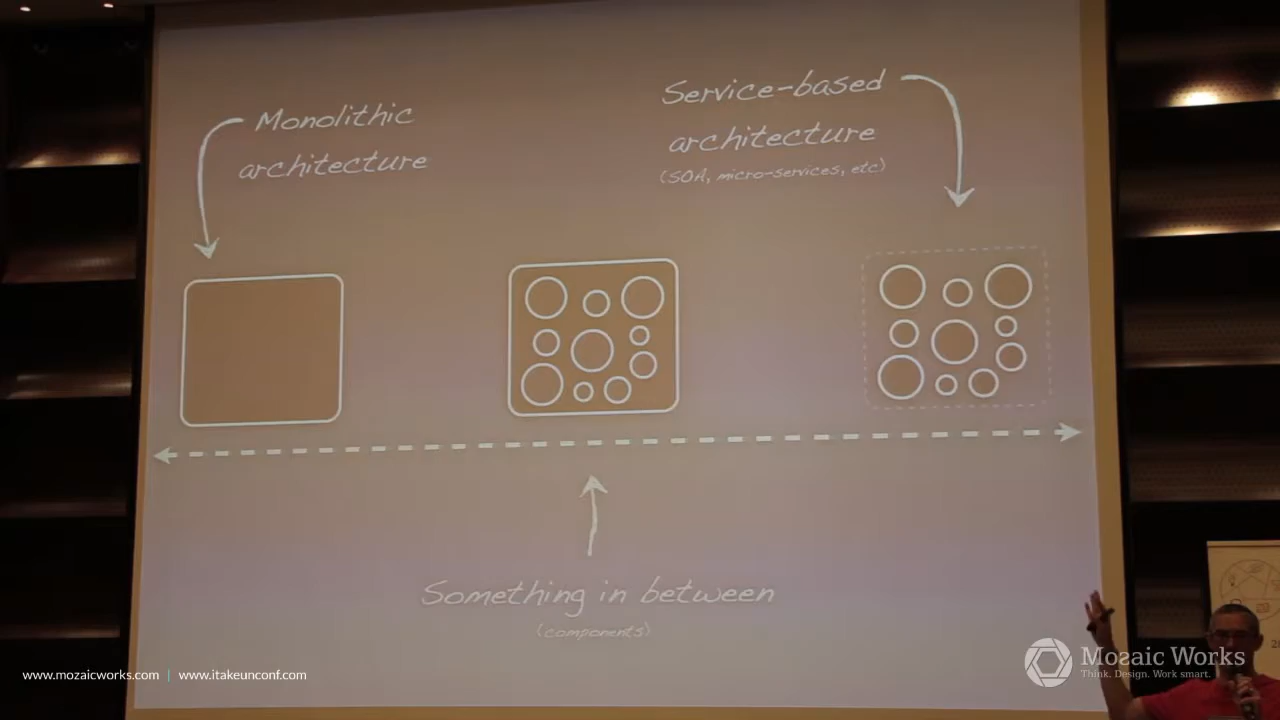 Monolithic
architecture
Service-based
architecture
(SOA, micro-services, etc)
Something in between
(components)
www.mozaicworks.com | www.itakeunconf.com
Mozaic Works
Think. Design. Work smart.